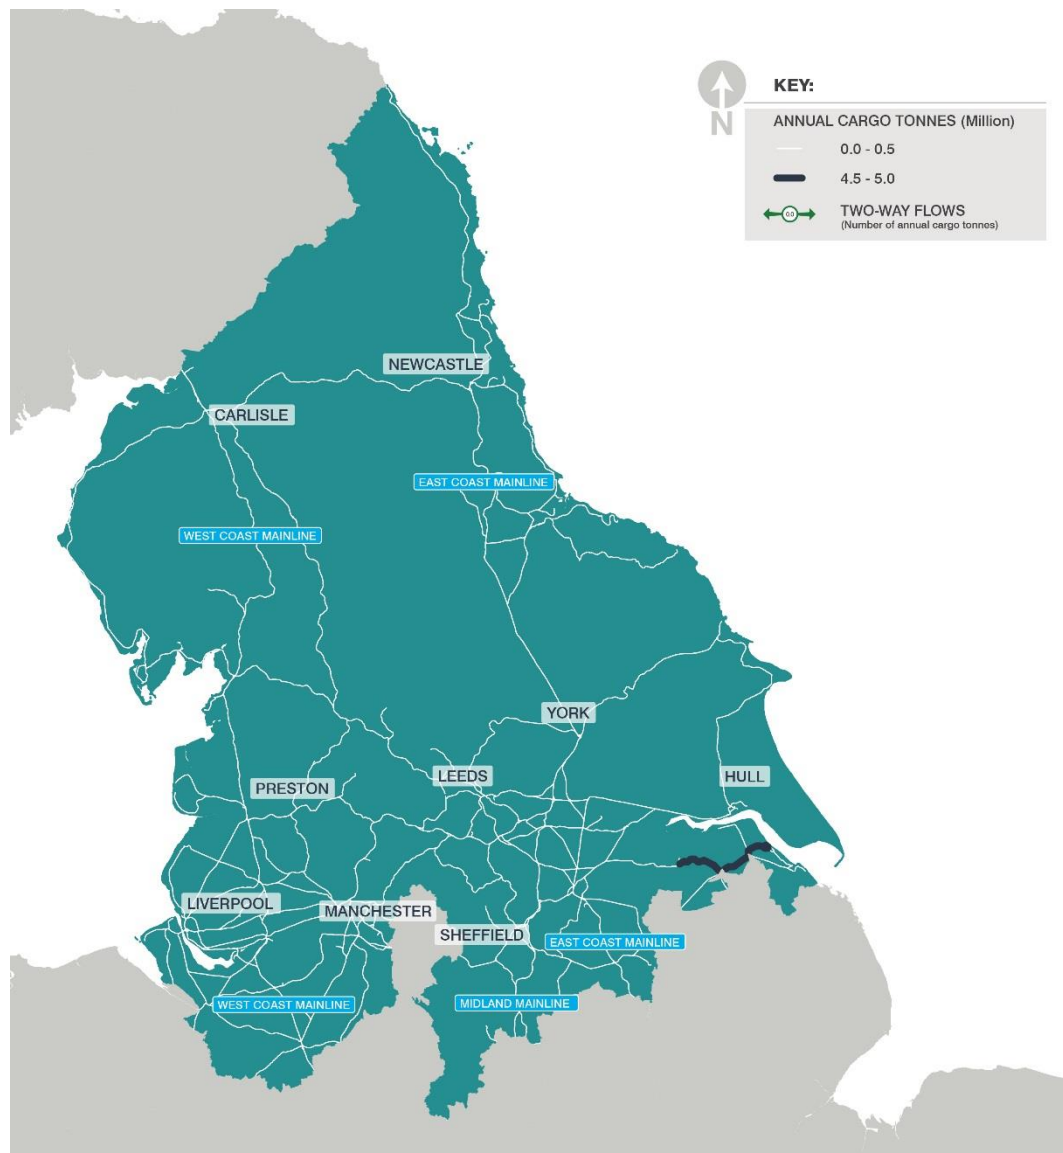 N
KEY:
ANNUAL CARGO TONNES (Million)
0.0 - 0.5
4.5 - 5.0
0.0
TWO-WAY FLOWS
(Number of annual cargo tonnes)
NEWCASTLE
CARLISLE
EAST COAST MAINLINE
WEST COAST MAINLINE
YORK
LEEDS
HULL
PRESTON
LIVERPOOL
MANCHESTER
SHEFFIELD
EAST COAST MAINLINE
WEST COAST MAINLINE
MIDLAND MAINLINE